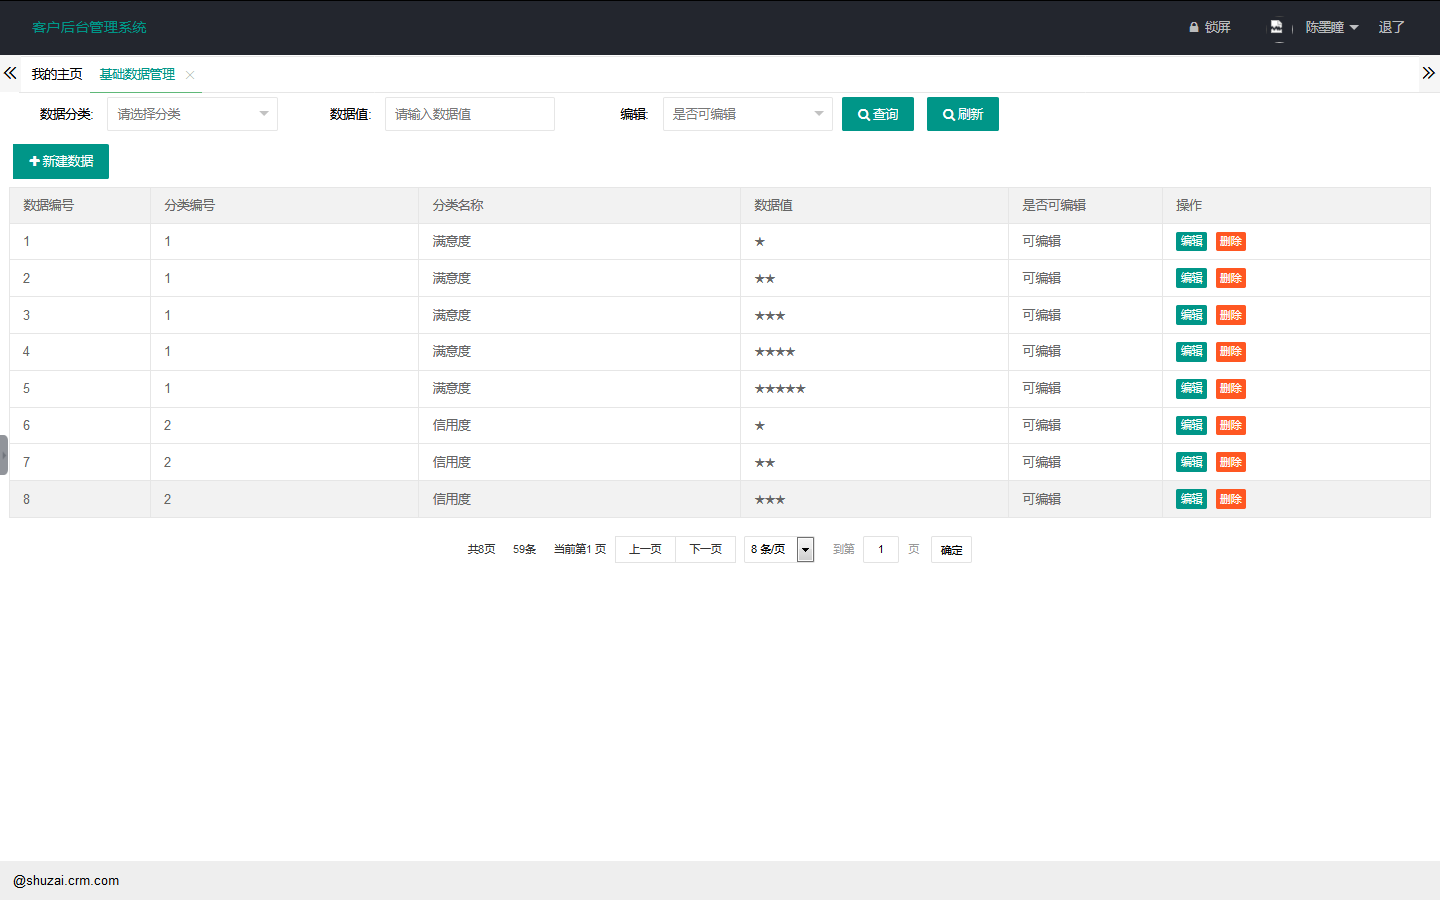 客户后台管理系统 锁屏 陈墨瞳 退了
我的主页 基础数据管理
数据分类: 请选择分类 数据值: 请输入数据值 编辑: 是否可编辑 查询 刷新
新建数据
数据编号 分类编号 分类名称 数据值 是否可编辑 操作
1 1 满意度 ★ 可编辑 编辑 删除
2 1 满意度 ★★ 可编辑 编辑 删除
3 1 满意度 ★★★ 可编辑 编辑 删除
4 1 满意度 ★★★★ 可编辑 编辑 删除
5 1 满意度 ★★★★★ 可编辑 编辑 删除
6 2 信用度 ★ 可编辑 编辑 删除
7 2 信用度 ★★ 可编辑 编辑 删除
8 2 信用度 ★★★ 可编辑 编辑 删除
共8页 59条 当前第1 页 上一页 下一页 8 条/页 到第 1 页 确定
@shuzai.crm.com